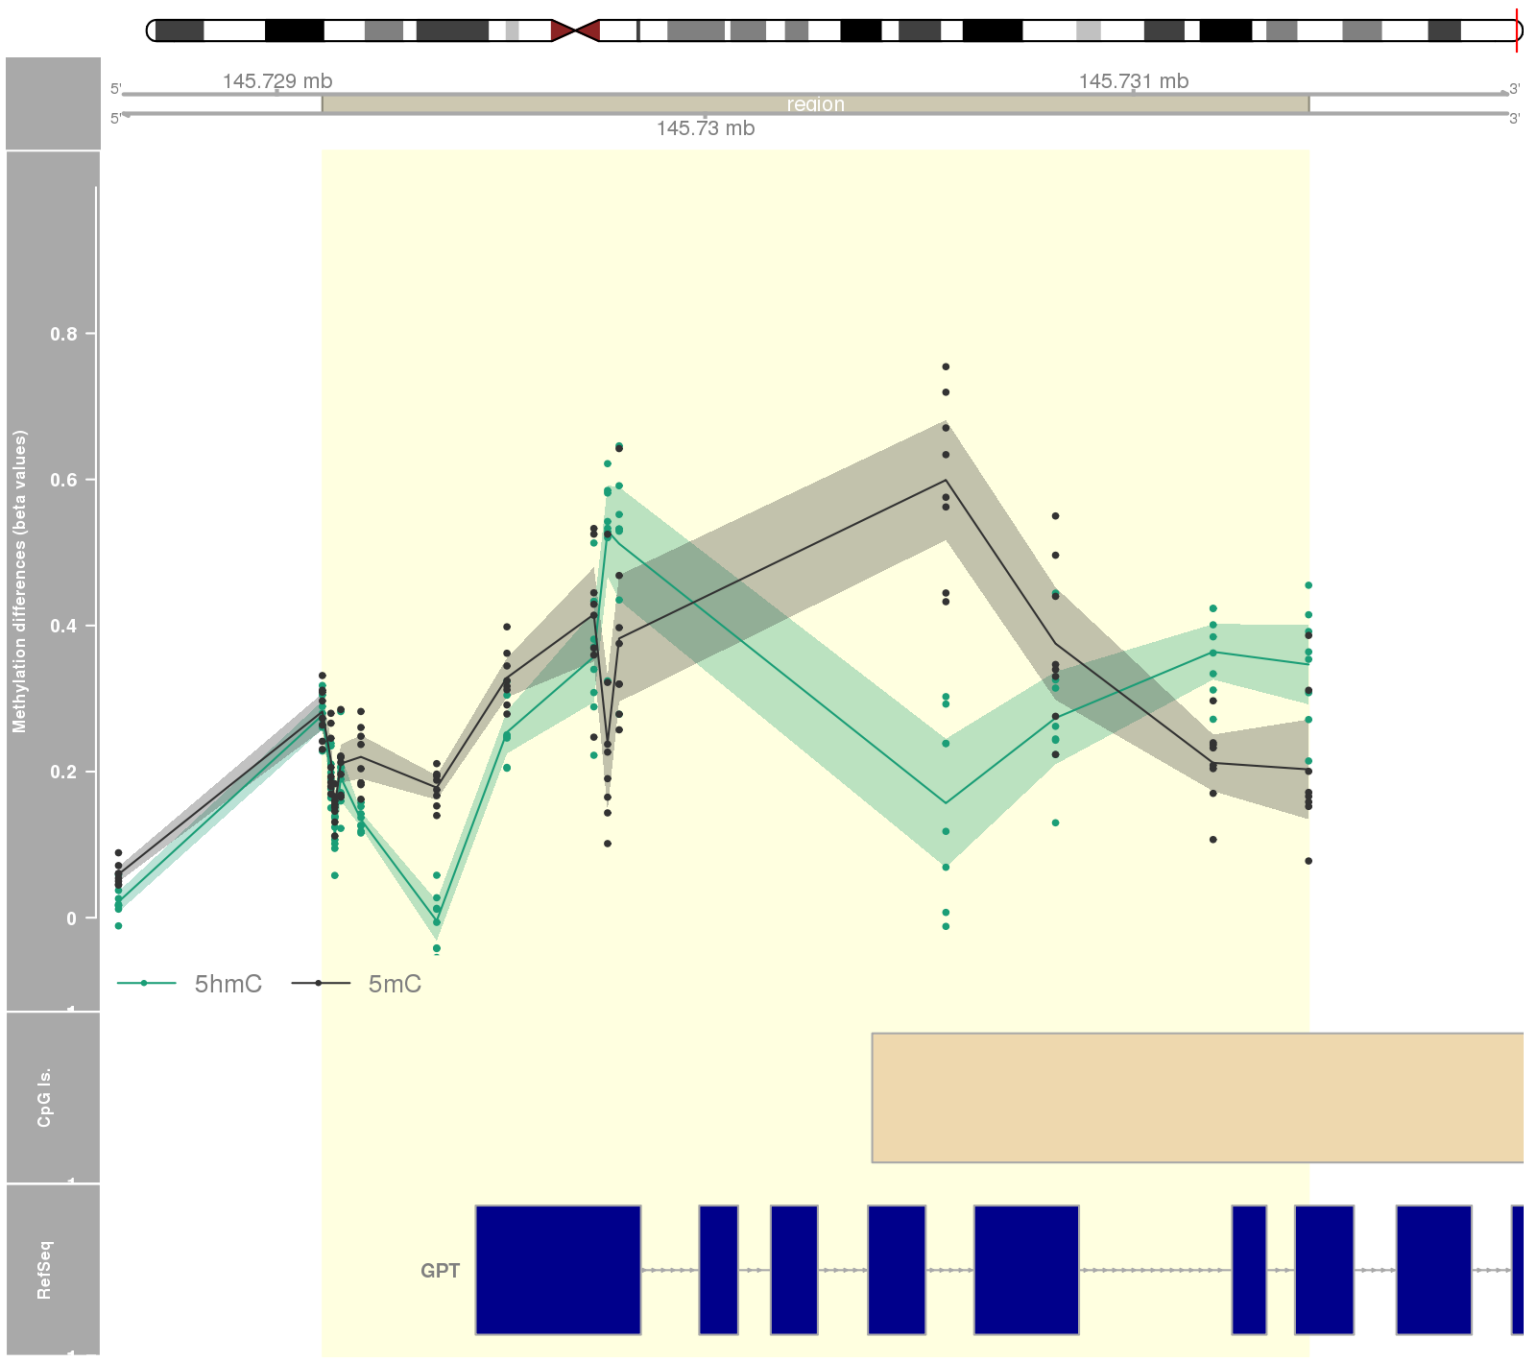 145.729 mb
145.731 mb
5'
3'
region
5'
3'
145.73 mb
Methylation differences (beta values)
0.8
0.6
0.4
0.2
0
5hmC
5mC
CpG Is.
RefSeq
GPT